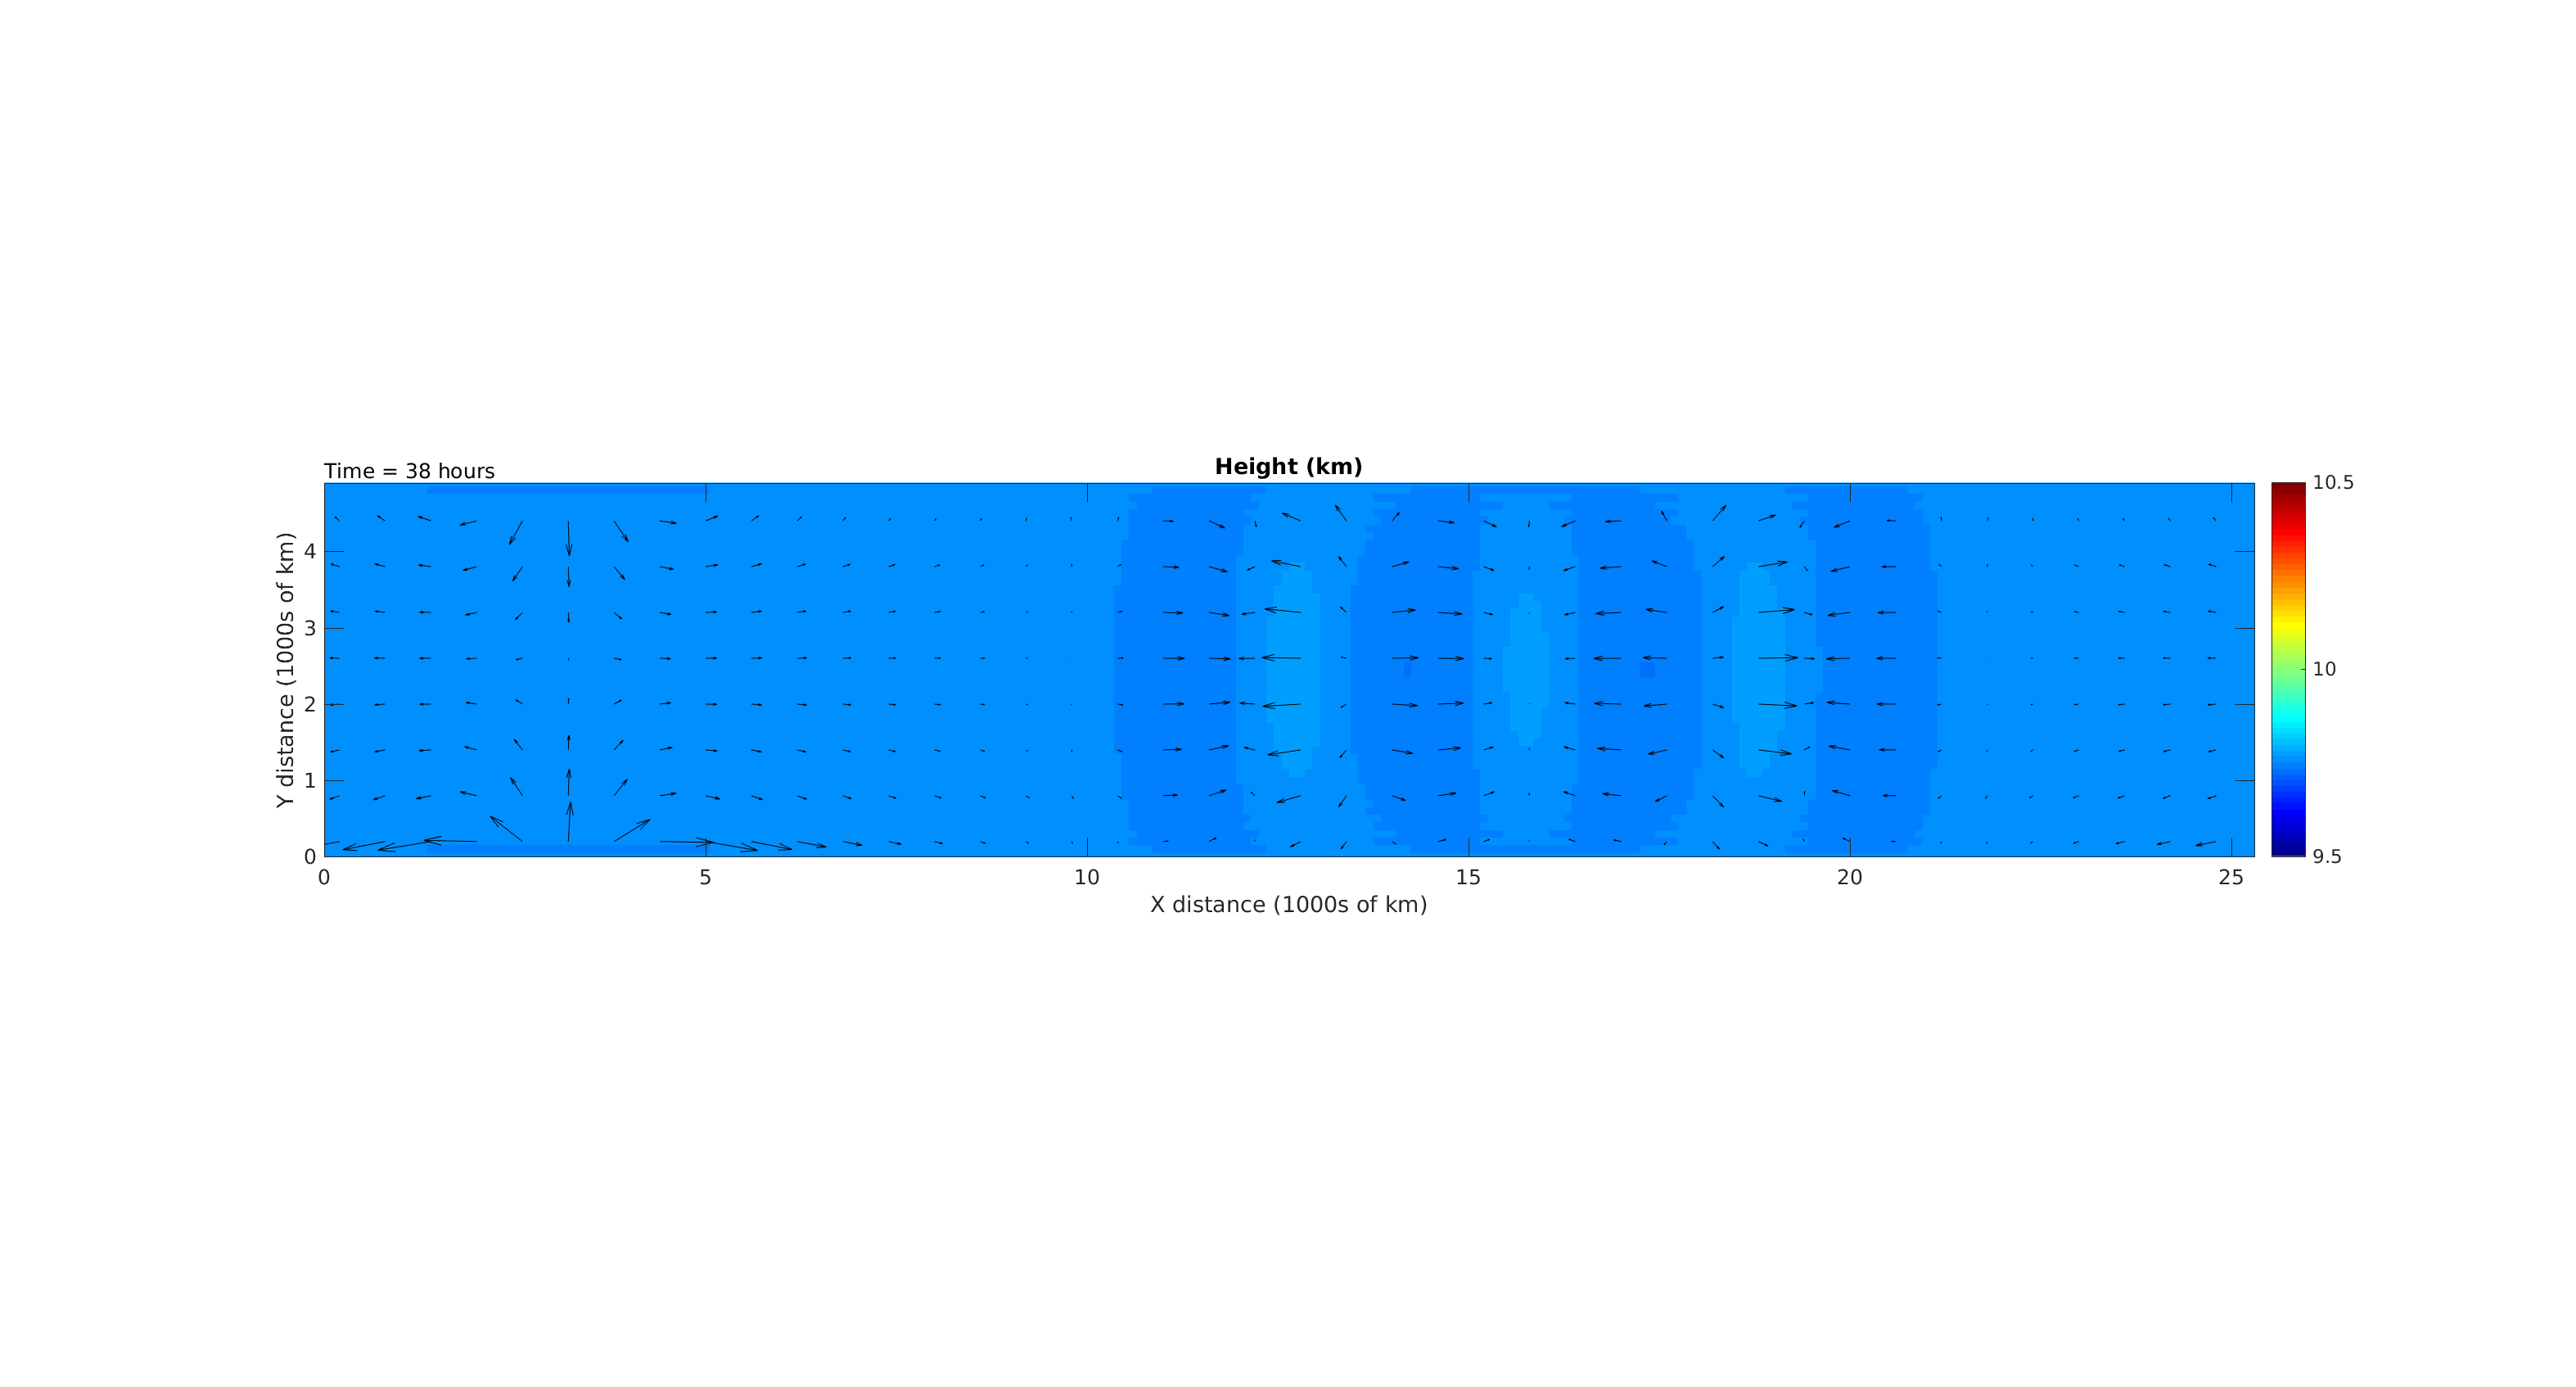 Time = 38 hours
Height (km)
Y distance (1000s of km)
4
3
2
1
0
0 5 10 15 20 25
X distance (1000s of km)
10.5
10
9.5